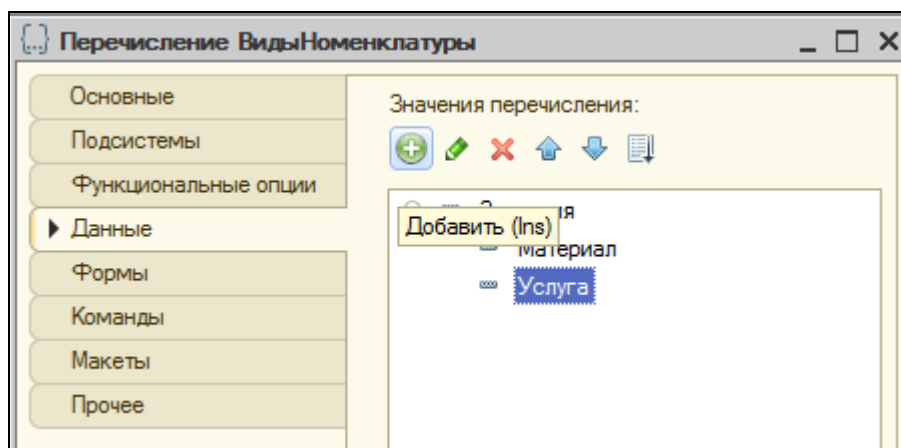 Перечисление ВидыНоменклатуры
Основные
Подсистемы
Функциональные опции
Данные
Формы
Команды
Макеты
Прочее
Значения перечисления:
Добавить (Ins)
Материал
Услуга